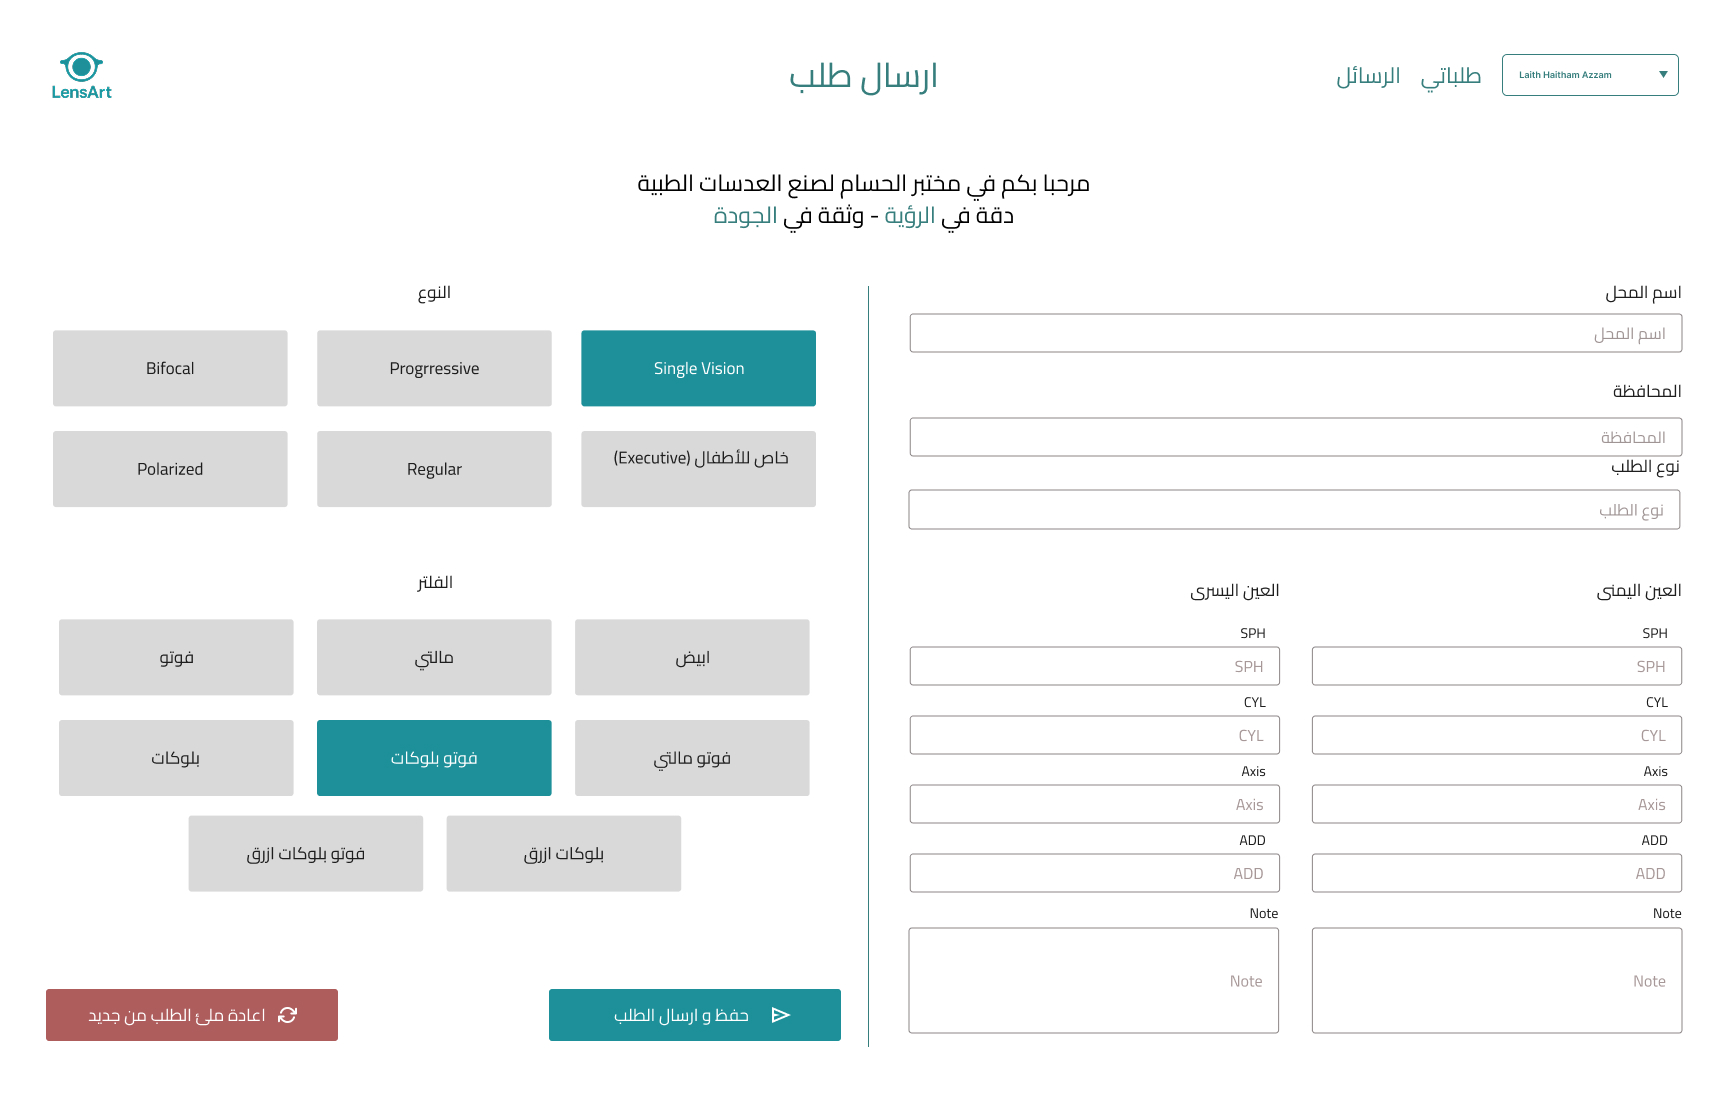 Laith Haitham Azzam
طلباتي
الرسائل
ارسال طلب
LensArt
مرحبا بكم في مختبر الحسام لصنع العدسات الطبية
دقة في الرؤية - وثقة في الجودة
اسم المحل
اسم المحل
المحافظة
المحافظة
نوع الطلب
نوع الطلب
العين اليمنى
SPH
SPH
CYL
CYL
Axis
Axis
ADD
ADD
Note
Note
العين اليسرى
SPH
SPH
CYL
CYL
Axis
Axis
ADD
ADD
Note
Note
النوع
Single Vision
Progrressive
Bifocal
خاص للأطفال (Executive)
Regular
Polarized
الفلتر
ابيض
مالتي
فوتو
فوتو مالتي
فوتو بلوكات
بلوكات
بلوكات ازرق
فوتو بلوكات ازرق
حفظ و ارسال الطلب
اعادة ملئ الطلب من جديد